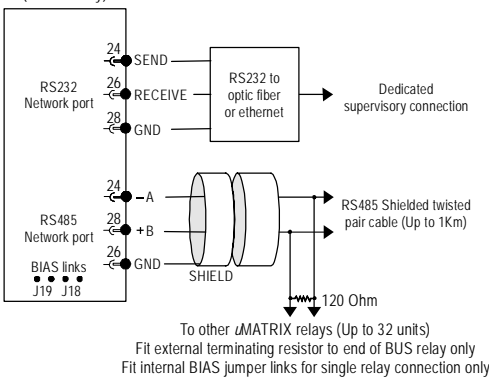 24 SEND
RS232 26 RECEIVE
Network port
28 GND
RS232 to
optic fiber
or ethernet
Dedicated
supervisory connection
24 –A
RS485 28 +B
Network port
26 GND
BIAS links
J19 J18
SHIELD
RS485 Shielded twisted
pair cable (Up to 1Km)
120 Ohm
To other uMATRIX relays (Up to 32 units)
Fit external terminating resistor to end of BUS relay only
Fit internal BIAS jumper links for single relay connection only